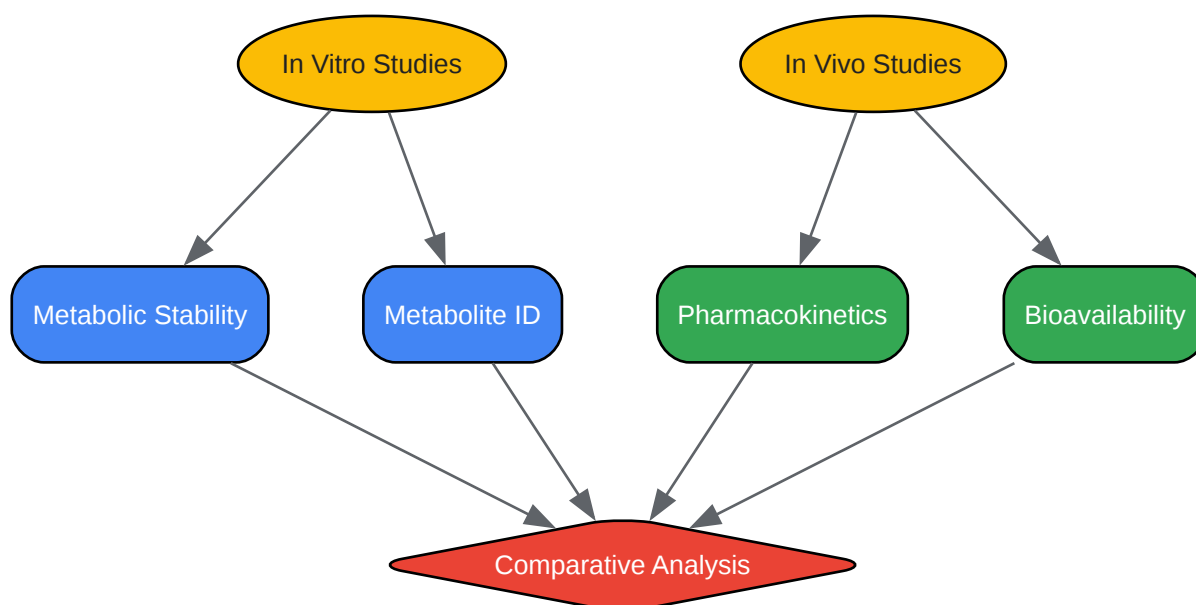 In Vitro Studies
In Vivo Studies
Metabolic Stability
Metabolite ID
Pharmacokinetics
Bioavailability
Comparative Analysis